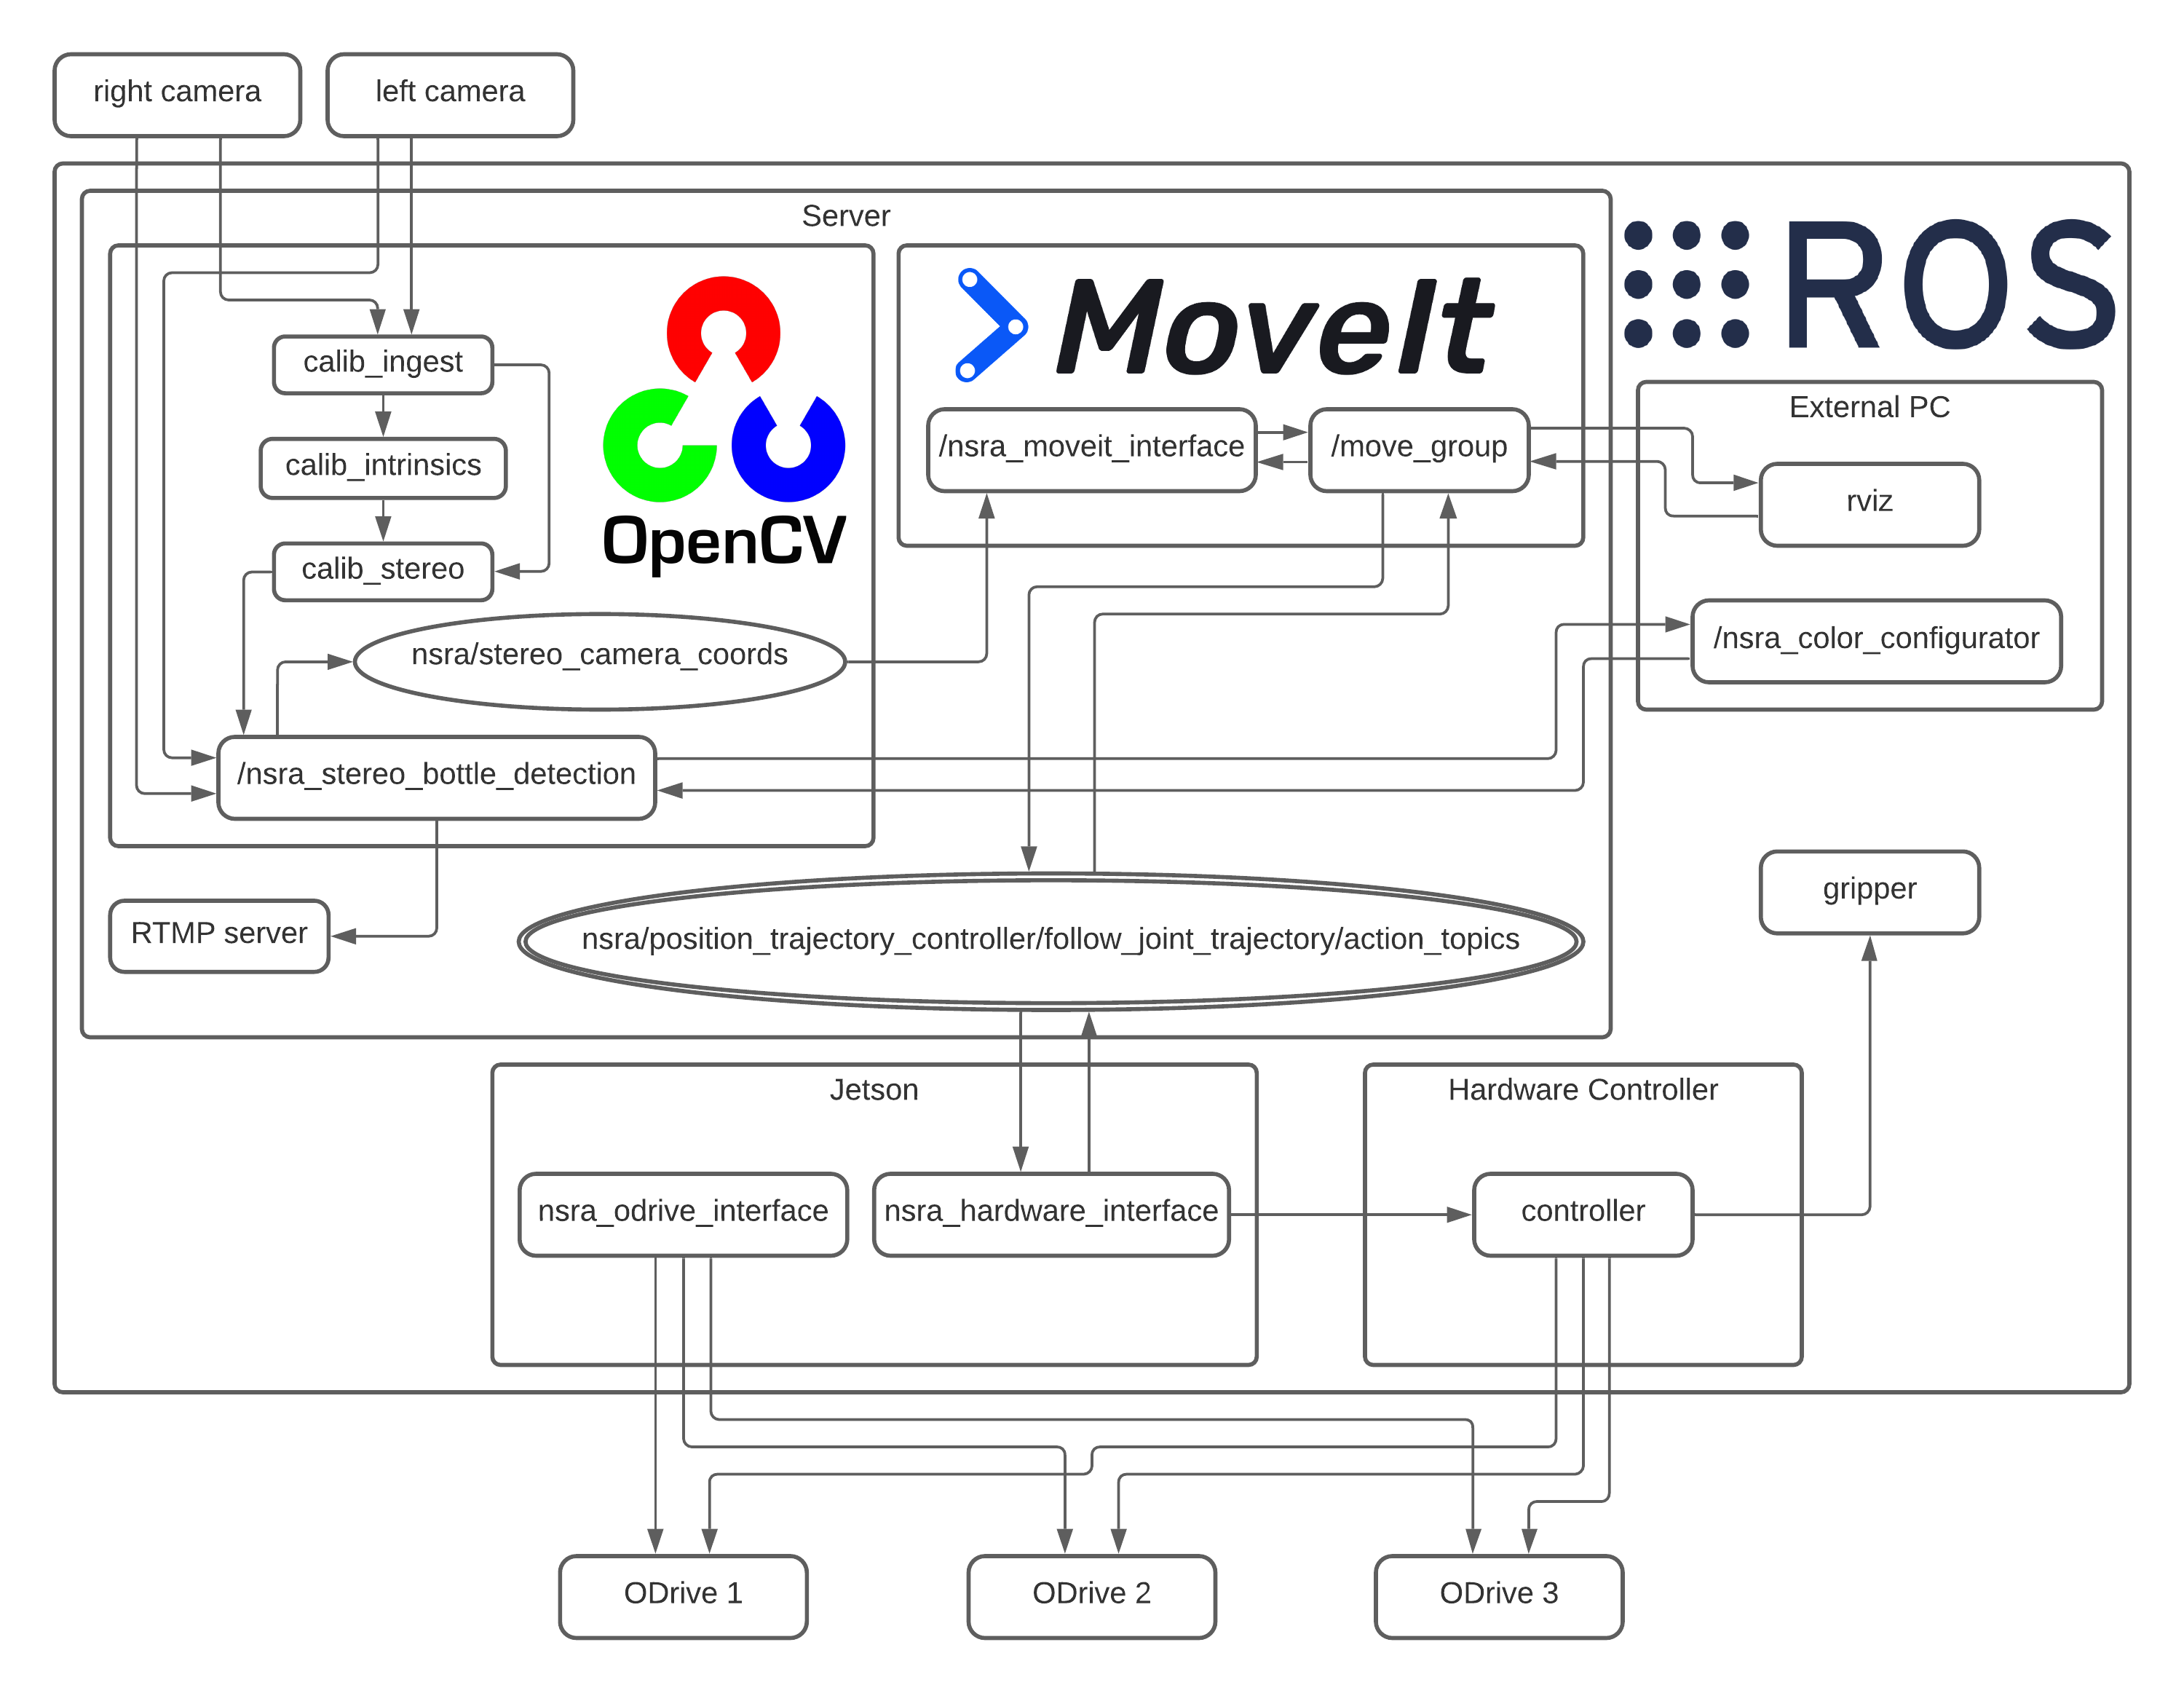 right camera
left camera
Server
ROS
MoveIt
External PC
calib_ingest
/nsra_moveit_interface
/move_group
calib_intrinsics
rviz
OpenCV
calib_stereo
nsra/stereo_camera_coords
/nsra_color_configurator
/nsra_stereo_bottle_detection
gripper
RTMP server
nsra/position_trajectory_controller/follow_joint_trajectory/action_topics
Jetson
Hardware Controller
nsra_odrive_interface
nsra_hardware_interface
controller
ODrive 1
ODrive 2
ODrive 3